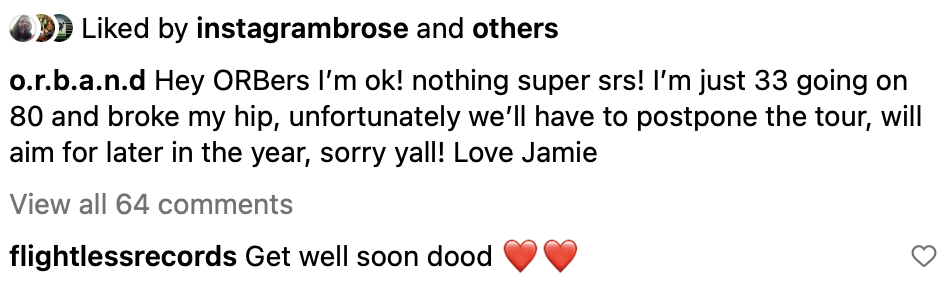 Liked by instagrambrose and others
o.r.b.a.n.d Hey ORBers I’m ok! nothing super srs! I’m just 33 going on
80 and broke my hip, unfortunately we’ll have to postpone the tour, will
aim for later in the year, sorry yall! Love Jamie
View all 64 comments
flightlessrecords Get well soon dood ❤️❤️